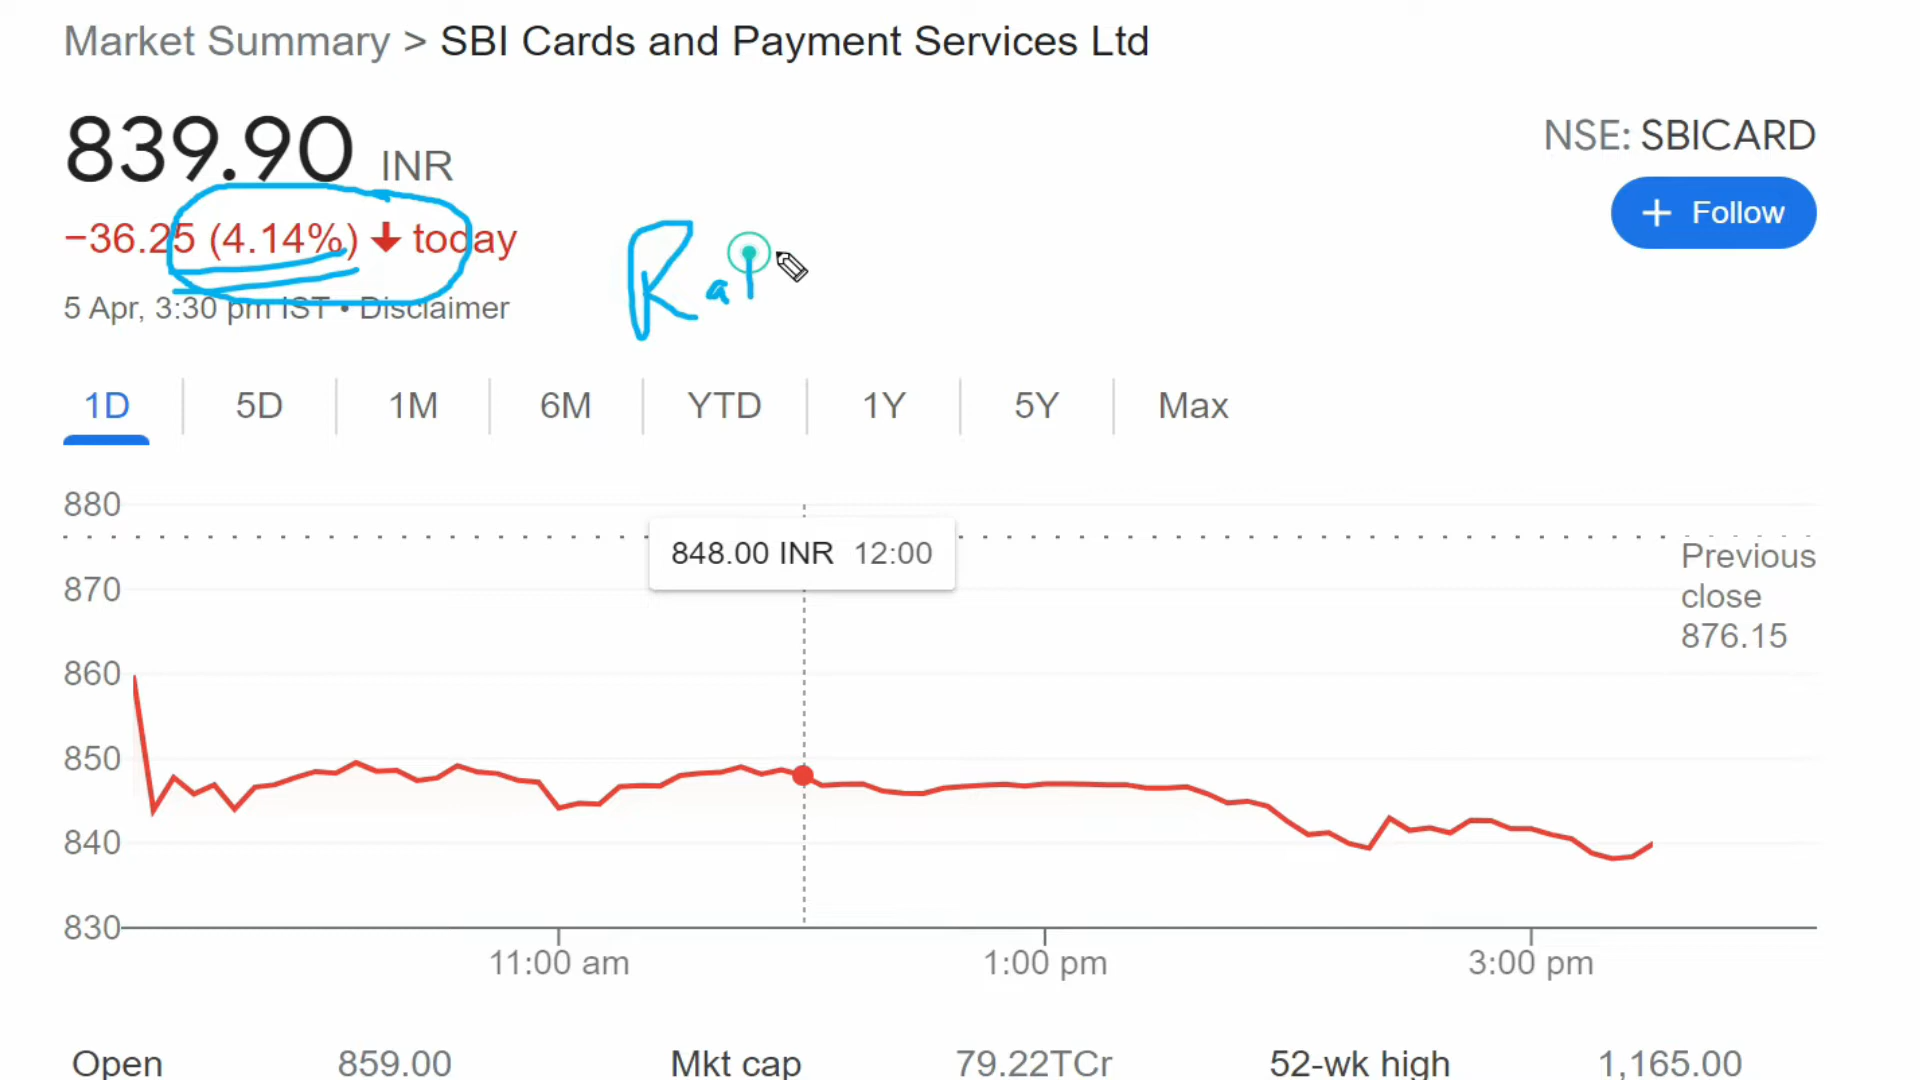 Market Summary > SBI Cards and Payment Services Ltd
839.90 INR
NSE: SBICARD
−36.25 (4.14%) ↓ today
+ Follow
5 Apr, 3:30 pm IST • Disclaimer
1D 5D 1M 6M YTD 1Y 5Y Max
880
848.00 INR 12:00
Previous
close
876.15
870
860
850
840
830
11:00 am 1:00 pm 3:00 pm
Open 859.00 Mkt cap 79.22TCr 52-wk high 1,165.00